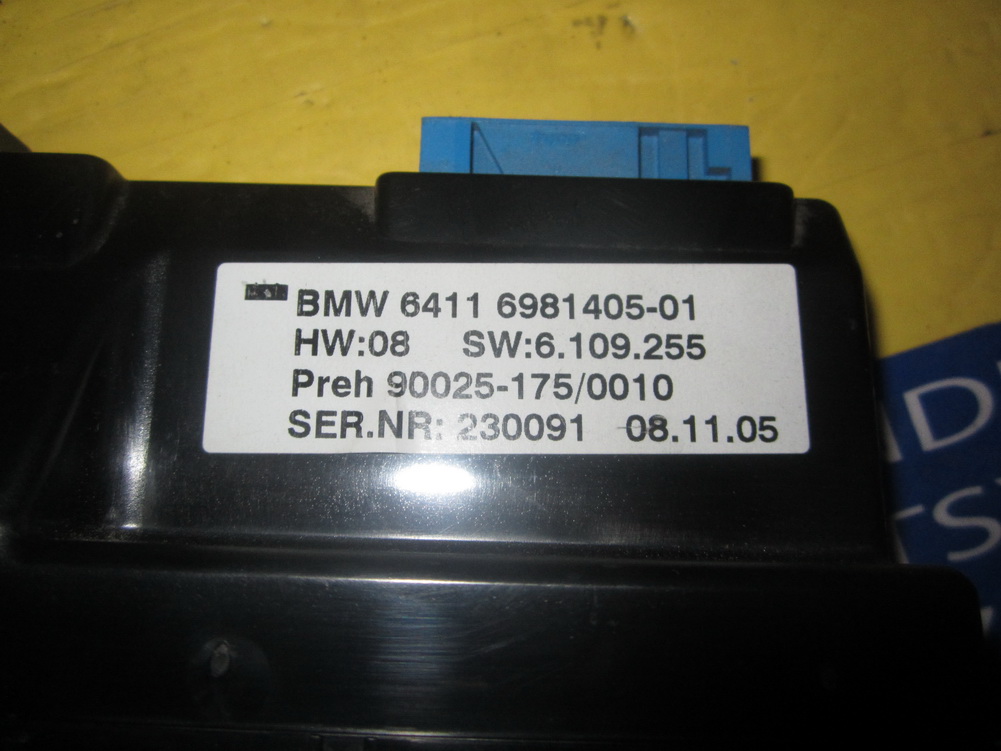 BMW 6411 6981405-01
HW:08 SW:6.109.255
Preh 90025-175/0010
SER.NR: 230091 08.11.05